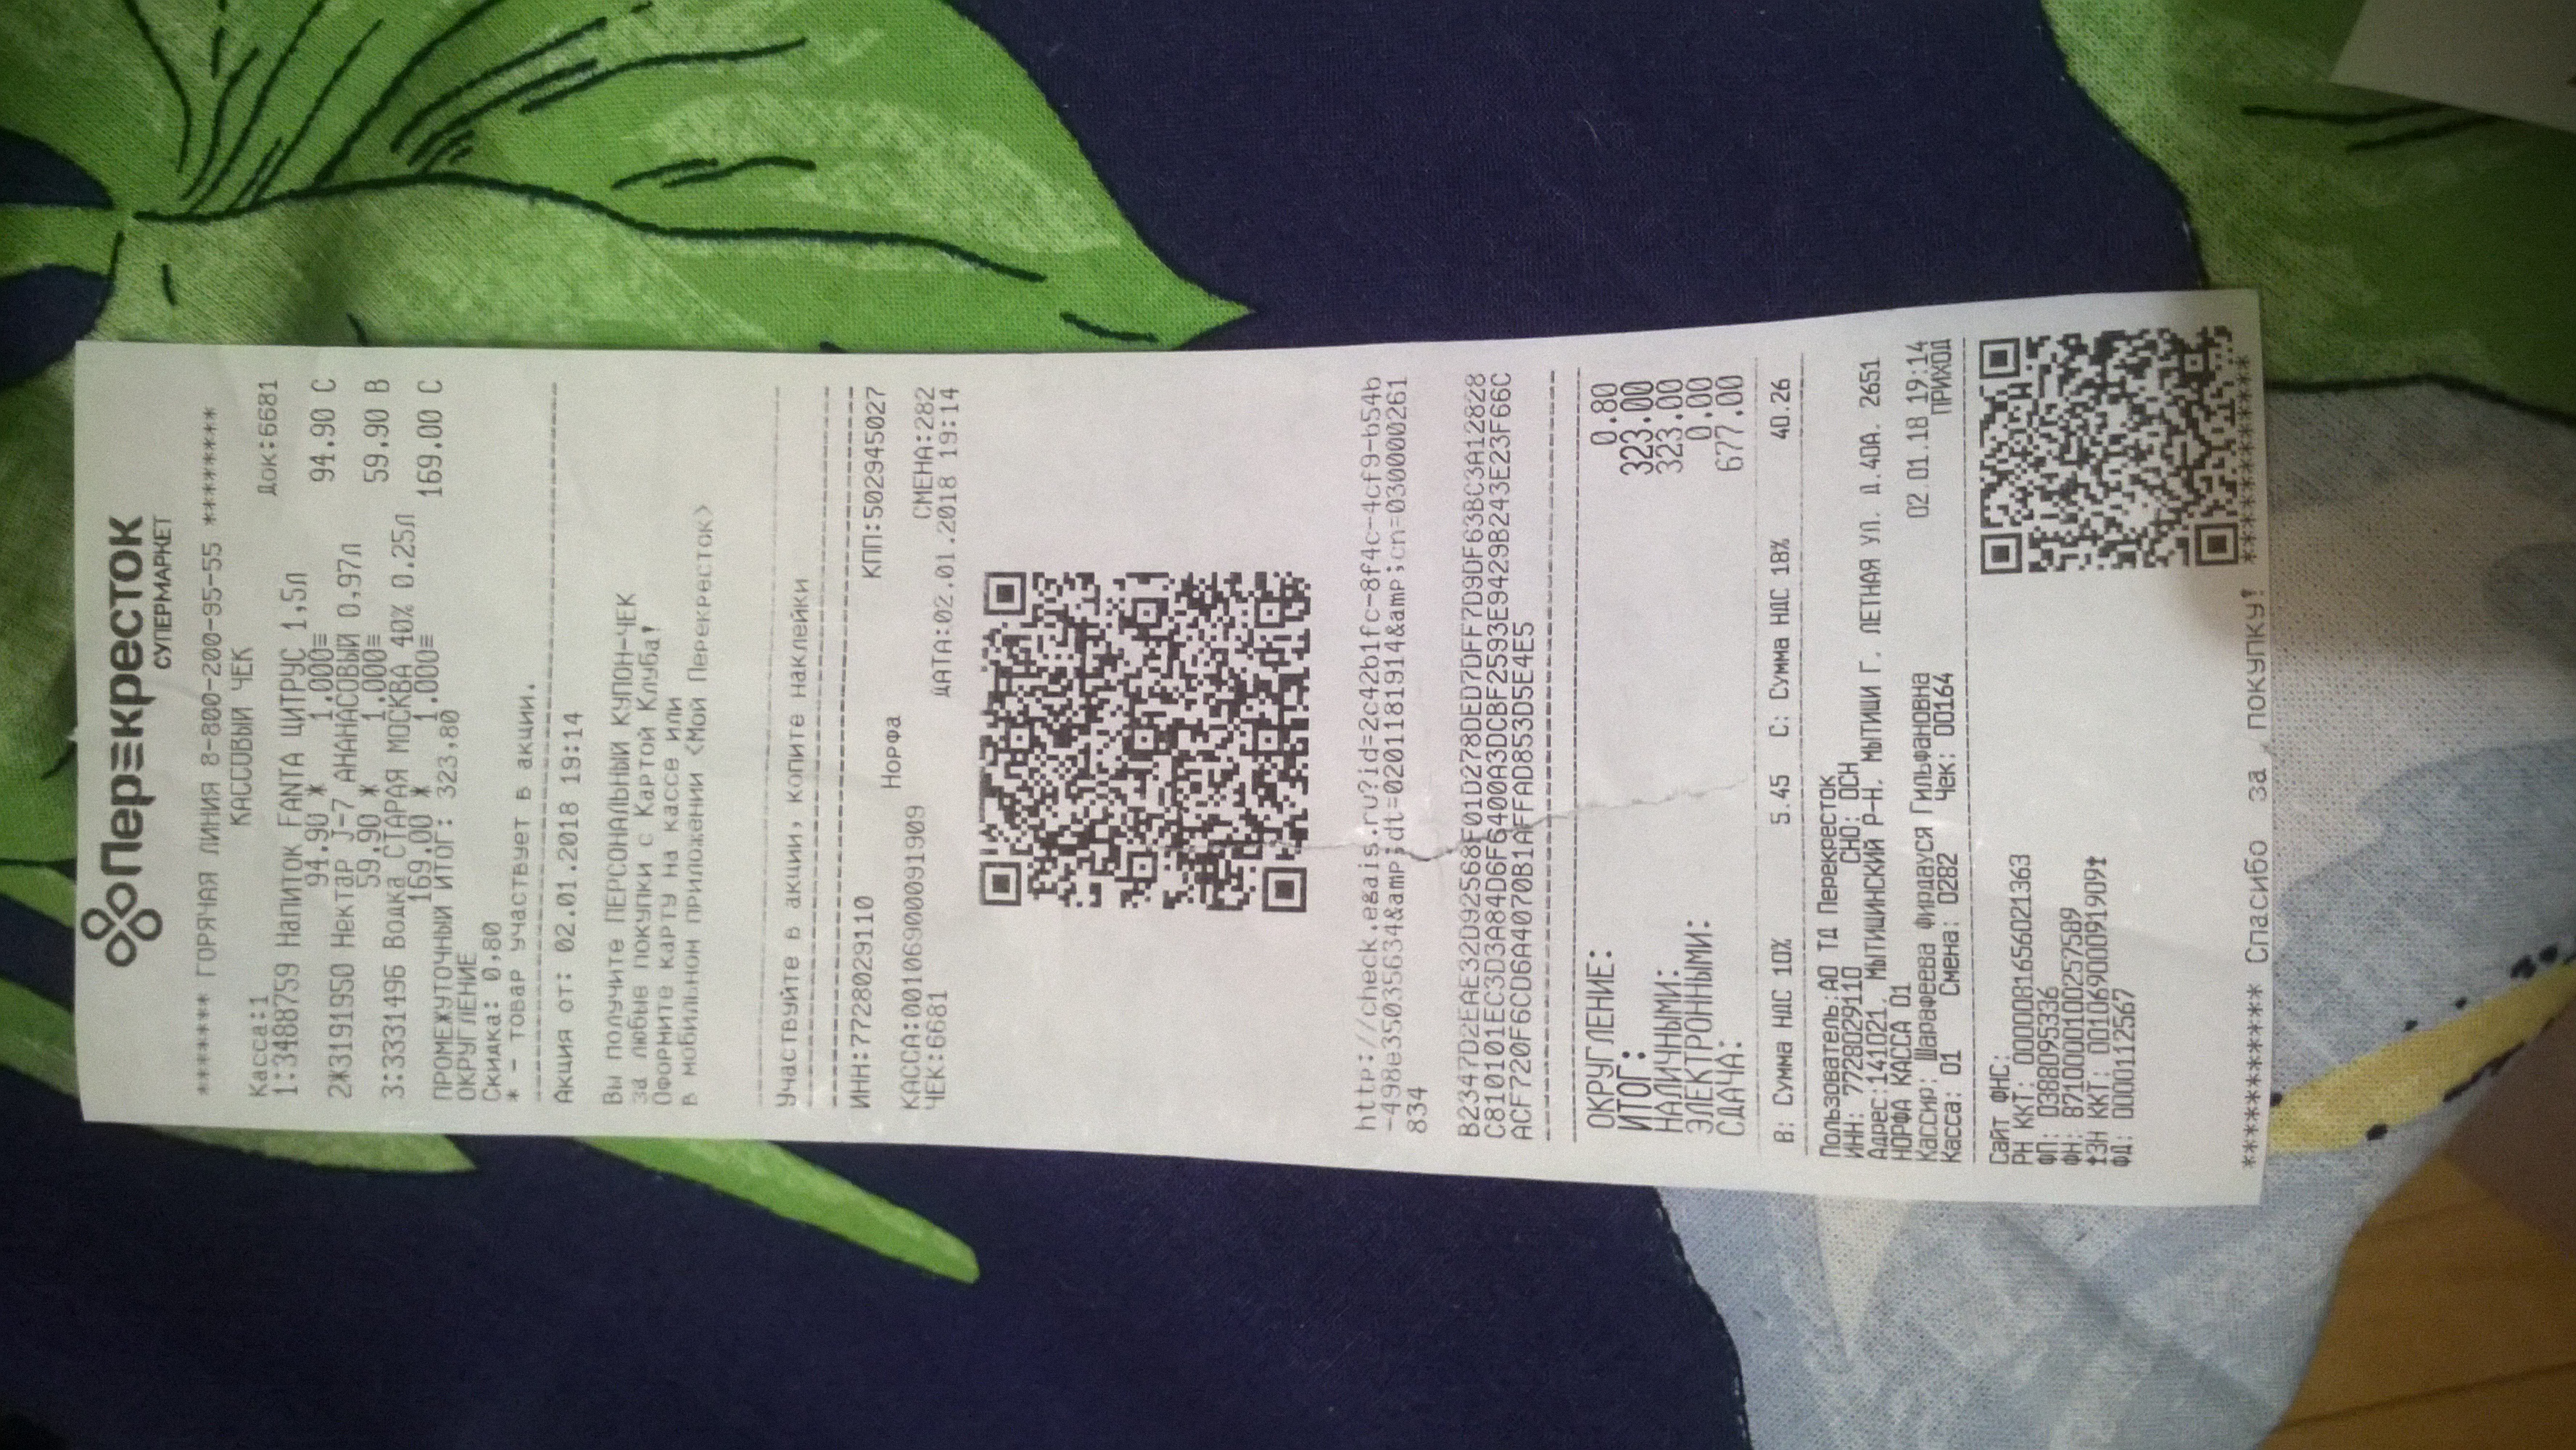 Перекресток
СУПЕРМАРКЕТ
******* ГОРЯЧАЯ ЛИНИЯ 8-800-200-95-55 *******
КАССОВЫЙ ЧЕК
Касса:1 Док:6681
1:3488759 Напиток FANTA ЦИТРУС 1,5л
94.90 * 1.000≡ 94.90 С
2*3191950 Нектар J-7 АНАНАСОВЫЙ 0,97л
59.90 * 1.000≡ 59.90 В
3:3331496 Водка СТАРАЯ МОСКВА 40% 0.25л
169.00 * 1.000≡ 169.00 С
ПРОМЕЖУТОЧНЫЙ ИТОГ: 323,80
ОКРУГЛЕНИЕ
Скидка: 0,80
* - товар участвует в акции.
Акция от: 02.01.2018 19:14
Вы получите ПЕРСОНАЛЬНЫЙ КУПОН-ЧЕК
за любые покупки с Картой Клуба!
Оформите карту на кассе или
в мобильном приложении <Мой Перекресток>
Участвуйте в акции, копите наклейки
ИНН:7728029110 КПП:502945027
Норфа
КАССА:00106900091909 СМЕНА:282
ЧЕК:6681 ДАТА:02.01.2018 19:14
http://check.egais.ru?id=2c42b1fc-8f4c-4cf9-b54b
-498e35035634&amp;dt=0201181914&amp;cn=0300000261
834
B2347D2EAE32D92568F01D278DED7DFF7D9DF63BC3A12828
C810101EC3D3A84D6F6400A3DCBF2593E9429B243E23F66C
ACF720F6CD6A4070B1AFFAD853D5E4E5
ОКРУГЛЕНИЕ: 0.80
ИТОГ: 323.00
НАЛИЧНЫМИ: 323.00
ЭЛЕКТРОННЫМИ: 0.00
СДАЧА: 677.00
В: Сумма НДС 10% 5.45 С: Сумма НДС 18% 40.26
Пользователь:АО ТД Перекресток
ИНН: 7728029110 СНО: ОСН
Адрес:141021, МЫТИЩИНСКИЙ Р-Н. МЫТИЩИ Г. ЛЕТНАЯ УЛ. Д.40А. 2651
НОРФА КАССА 01
Кассир: Шарафеева Фирдауся Гильфановна 02.01.18 19:14
Касса: 01 Смена: 0282 Чек: 00164 ПРИХОД
Сайт ФНС:
РН ККТ: 0000081656021363
ФП: 0388095336
ФН: 8710000100257589
↑ЗН ККТ: 00106900091909↑
ФД: 0000112567
*********** Спасибо за покупку! ***********